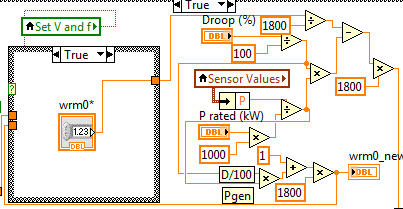 True
Set V and f
Droop (%)
1800
DBL
100
True
Sensor Values
wrm0*
1.23
DBL
P
1800
P rated (kW)
DBL
1000
1
wrm0_new
D/100
DBL
1800
Pgen